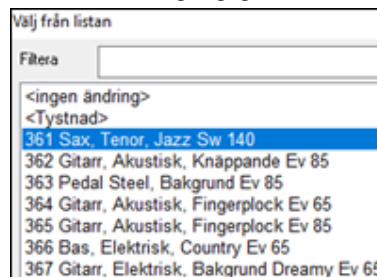 Välj från listan
Filtera
<ingen ändring>
<Tystnad>
361 Sax, Tenor, Jazz Sw 140
362 Gitarr, Akustisk, Knäppande Ev 85
363 Pedal Steel, Bakgrund Ev 85
364 Gitarr, Akustisk, Fingerplock Ev 65
365 Gitarr, Akustisk, Fingerplock Ev 85
366 Bas, Elektrisk, Country Ev 65
367 Gitarr, Elektrisk, Bakgrund Dreamy Ev 65